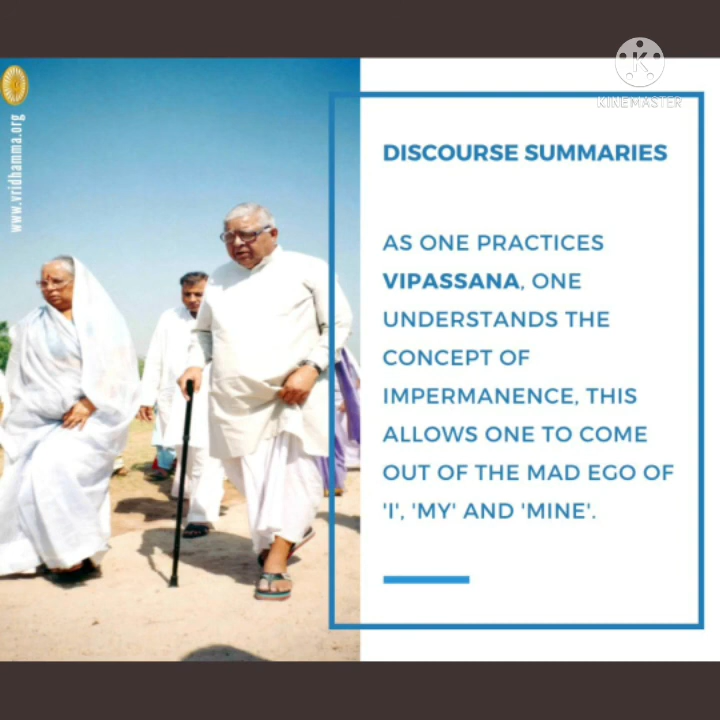 www.vridhamma.org
K
KINEMASTER
DISCOURSE SUMMARIES
AS ONE PRACTICES
VIPASSANA, ONE
UNDERSTANDS THE
CONCEPT OF
IMPERMANENCE, THIS
ALLOWS ONE TO COME
OUT OF THE MAD EGO OF
'I', 'MY' AND 'MINE'.